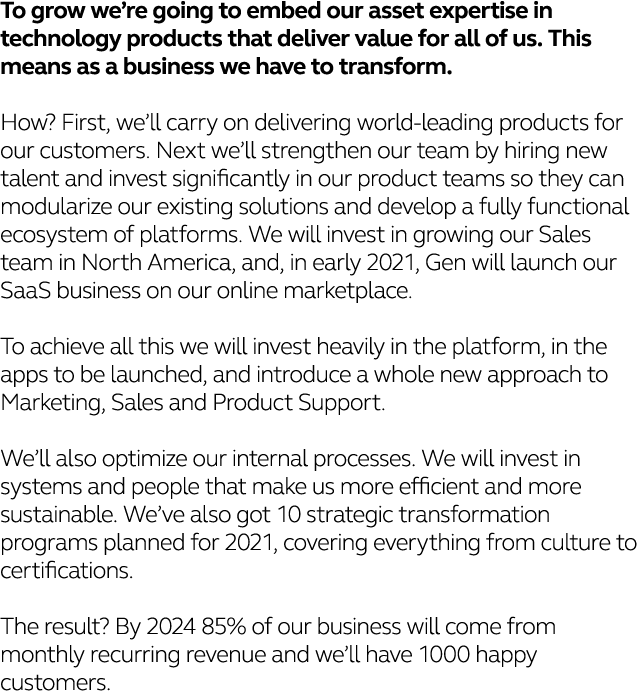 To grow we’re going to embed our asset expertise in
technology products that deliver value for all of us. This
means as a business we have to transform.
How? First, we’ll carry on delivering world-leading products for
our customers. Next we’ll strengthen our team by hiring new
talent and invest significantly in our product teams so they can
modularize our existing solutions and develop a fully functional
ecosystem of platforms. We will invest in growing our Sales
team in North America, and, in early 2021, Gen will launch our
SaaS business on our online marketplace.
To achieve all this we will invest heavily in the platform, in the
apps to be launched, and introduce a whole new approach to
Marketing, Sales and Product Support.
We’ll also optimize our internal processes. We will invest in
systems and people that make us more efficient and more
sustainable. We’ve also got 10 strategic transformation
programs planned for 2021, covering everything from culture to
certifications.
The result? By 2024 85% of our business will come from
monthly recurring revenue and we’ll have 1000 happy
customers.